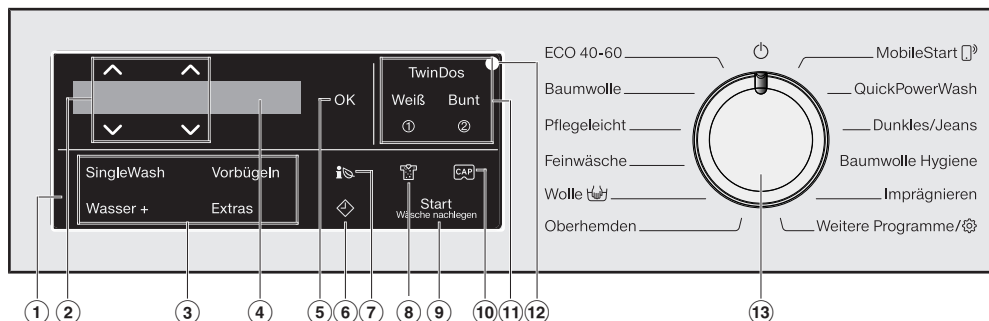 TwinDos
OK
Weiß Bunt
① ②
SingleWash Vorbügeln
CAP
Wasser + Extras
Start
Wäsche nachlegen
ECO 40-60
Baumwolle
Pflegeleicht
Feinwäsche
Wolle
Oberhemden
MobileStart
QuickPowerWash
Dunkles/Jeans
Baumwolle Hygiene
Imprägnieren
Weitere Programme/
1 2 3 4 5 6 7 8 9 10 11 12 13